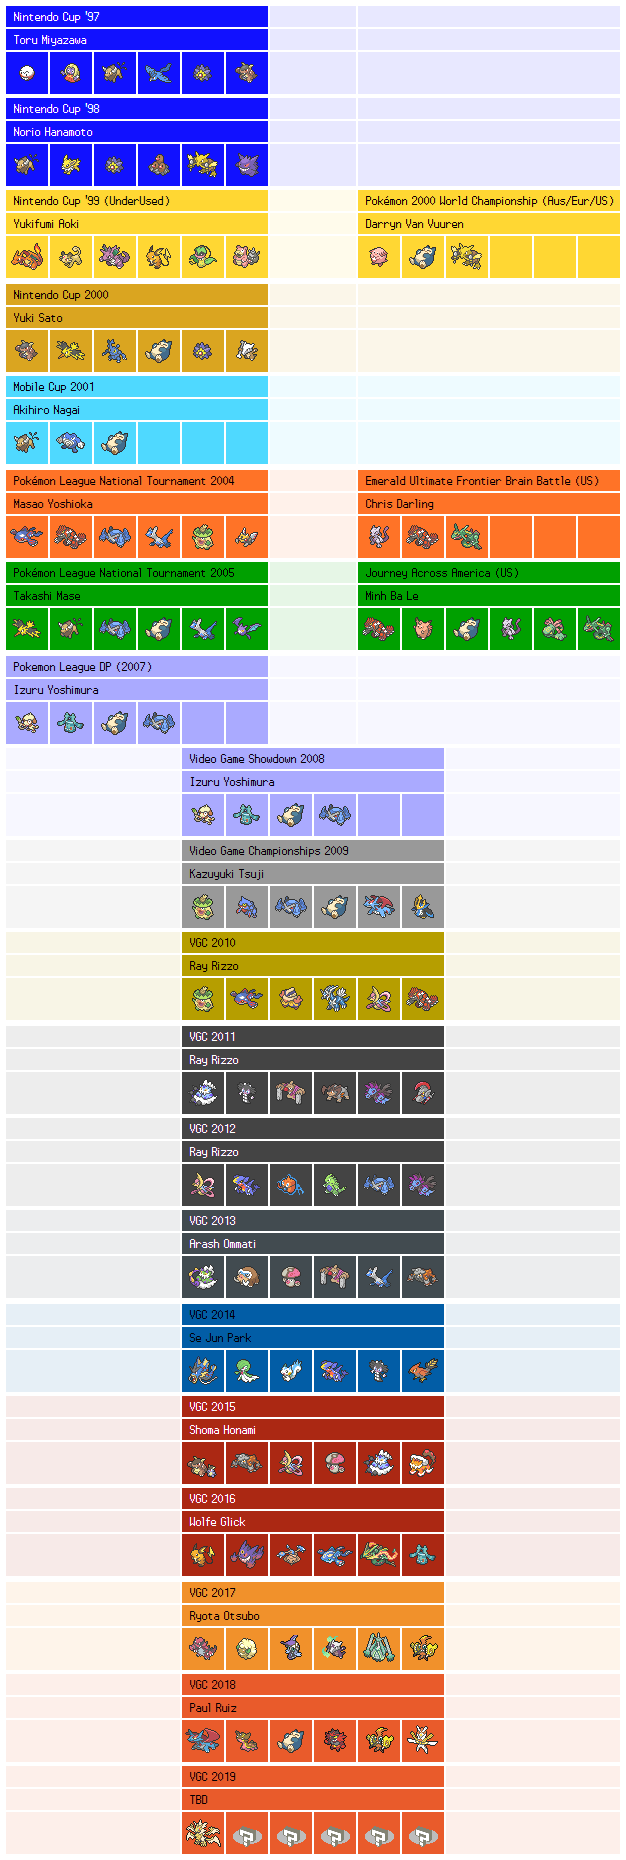 Nintendo Cup '97
Toru Miyazawa
Nintendo Cup '98
Norio Hanamoto
Nintendo Cup '99 (UnderUsed)
Yukifumi Aoki
Pokémon 2000 World Championship (Aus/Eur/US)
Darryn Van Vuuren
Nintendo Cup 2000
Yuki Sato
Mobile Cup 2001
Akihiro Nagai
Pokémon League National Tournament 2004
Masao Yoshioka
Emerald Ultimate Frontier Brain Battle (US)
Chris Darling
Pokémon League National Tournament 2005
Takashi Mase
Journey Across America (US)
Minh Ba Le
Pokemon League DP (2007)
Izuru Yoshimura
Video Game Showdown 2008
Izuru Yoshimura
Video Game Championships 2009
Kazuyuki Tsuji
VGC 2010
Ray Rizzo
VGC 2011
Ray Rizzo
VGC 2012
Ray Rizzo
VGC 2013
Arash Ommati
VGC 2014
Se Jun Park
VGC 2015
Shoma Honami
VGC 2016
Wolfe Glick
VGC 2017
Ryota Otsubo
VGC 2018
Paul Ruiz
VGC 2019
TBD
? ? ? ? ?